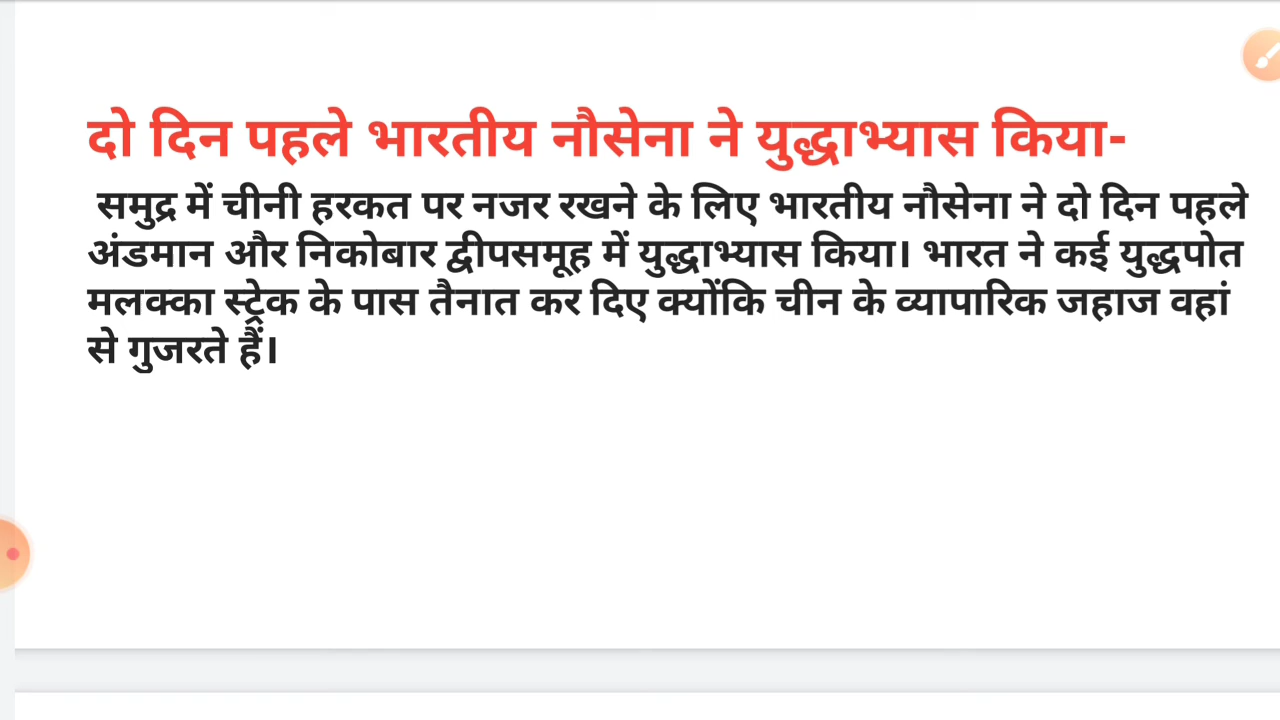 दो दिन पहले भारतीय नौसेना ने युद्धाभ्यास किया-
समुद्र में चीनी हरकत पर नजर रखने के लिए भारतीय नौसेना ने दो दिन पहले
अंडमान और निकोबार द्वीपसमूह में युद्धाभ्यास किया। भारत ने कई युद्धपोत
मलक्का स्ट्रेक के पास तैनात कर दिए क्योंकि चीन के व्यापारिक जहाज वहां
से गुजरते हैं।